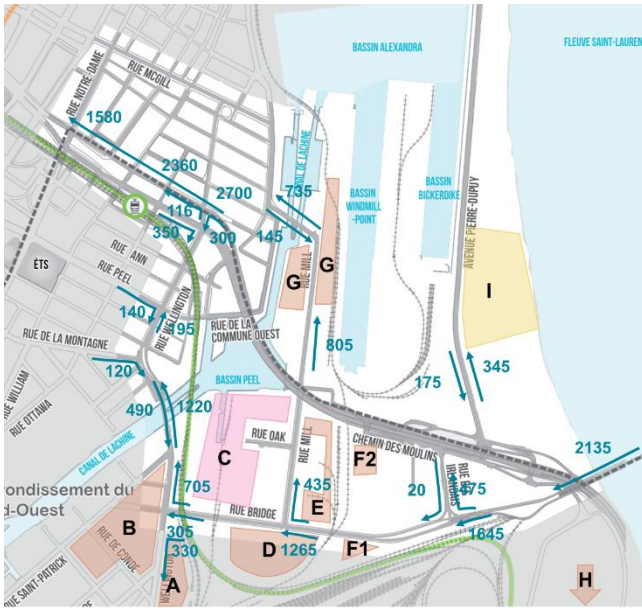 BASSIN ALEXANDRA
FLEUVE SAINT-LAUREN
RUE MCGILL
RUE NOTRE-DAME
1580
2360
2700
735
CANAL DE LACHINE
BASSIN
WINDMILL
-POINT
BASSIN
BICKERDIKE
AVENUE PIERRE-DUPUY
116
350
300
145
RUE ANN
ÉTS
RUE PEEL
G
G
RUE MILL
I
140
195
RUE WELLINGTON
RUE DE LA
COMMUNE OUEST
RUE DE LA MONTAGNE
120
805
345
175
RUE WILLIAM
RUE OTTAWA
490
1220
BASSIN PEEL
CANAL DE LACHINE
CHEMIN DES MOULINS
2135
RUE OAK
RUE MILL
C
F2
rondissement du
d-Ouest
705
435
20
RUE DES
IRLANDAIS
475
E
RUE BRIDGE
B
305
330
D
1265
F1
1645
RUE DE CONDÉ
RUE SAINT-PATRICK
A
WELLINGTON
H